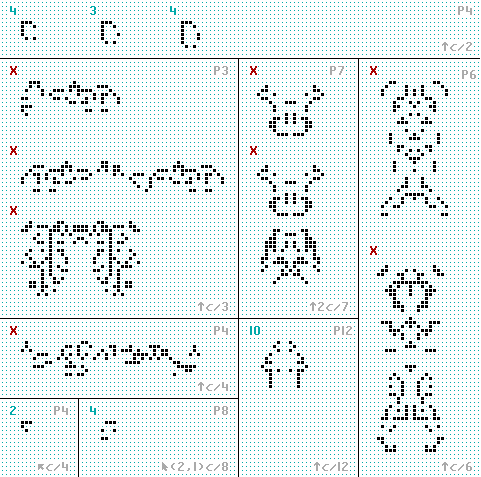 4 3 4 P4
↑c/2
X P3 X P7 X P6
X X
X
X
↑c/3 ↑2c/7
X P4 10 P12
↑c/4
2 P4 4 P8
↖c/4 (2,1)c/8 ↑c/12 ↑c/6